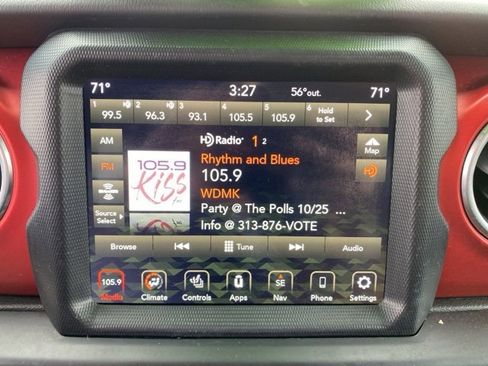 71° 3:27 56° out. 71°
1 2 3 4 5 6 Hold
99.5 96.3 93.1 105.5 105.9 to Set
AM
HD Radio 1 2
Map
FM
105.9
Kiss
fm
Rhythm and Blues
105.9
HD
WDMK
Source
Select
Party @ The Polls 10/25 ...
Info @ 313-876-VOTE
Browse Tune Audio
105.9 SE
Media Climate Controls Apps Nav Phone Settings